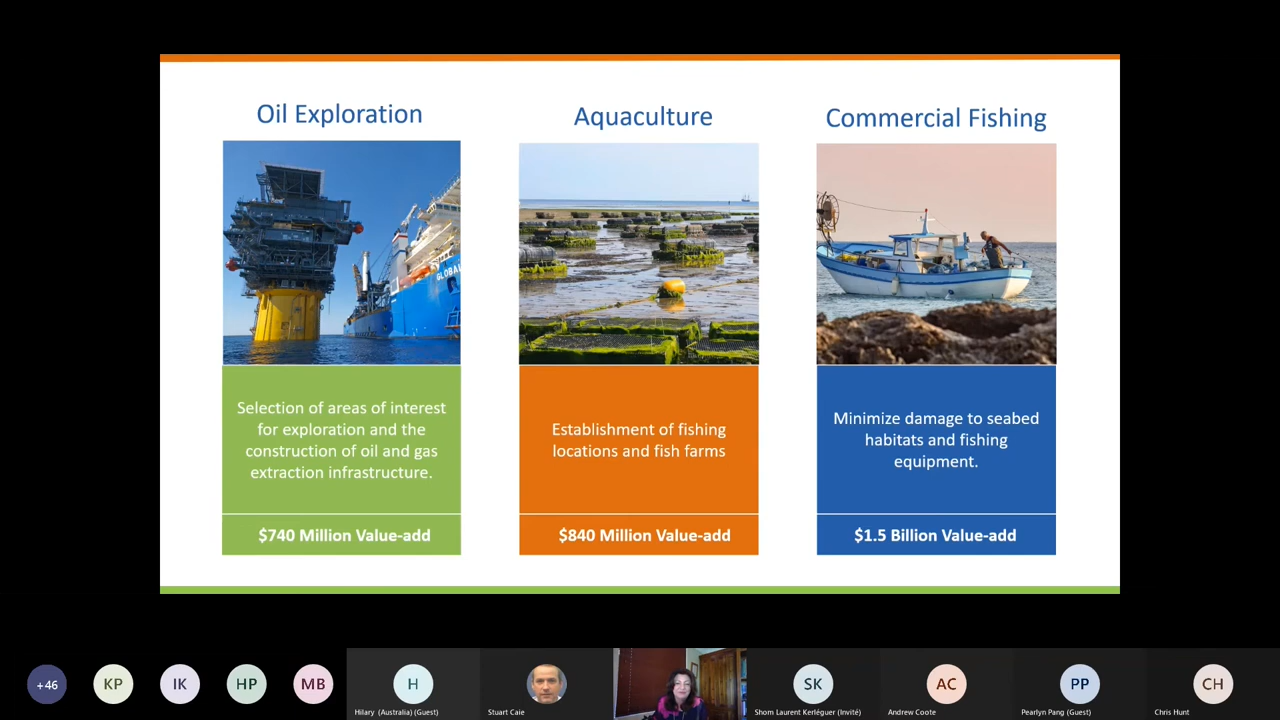 Oil Exploration
Aquaculture
Commercial Fishing
GLOBAL
Selection of areas of interest
for exploration and the
construction of oil and gas
extraction infrastructure.
Establishment of fishing
locations and fish farms
Minimize damage to seabed
habitats and fishing
equipment.
$740 Million Value-add
$840 Million Value-add
$1.5 Billion Value-add
+46
KP
IK
HP
MB
H
SK
AC
PP
CH
Hilary (Australia) (Guest)
Stuart Caie
Shom Laurent Kerléguer (Invité)
Andrew Coote
Pearlyn Pang (Guest)
Chris Hunt